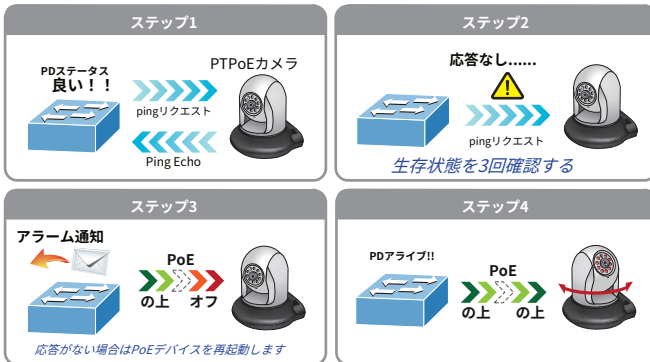 ステップ1
PDステータス
良い！！
PTPoEカメラ
pingリクエスト
Ping Echo
ステップ2
応答なし......
pingリクエスト
生存状態を3回確認する
ステップ3
アラーム通知
PoE
の上 オフ
応答がない場合はPoEデバイスを再起動します
ステップ4
PDアライブ!!
PoE
の上 の上